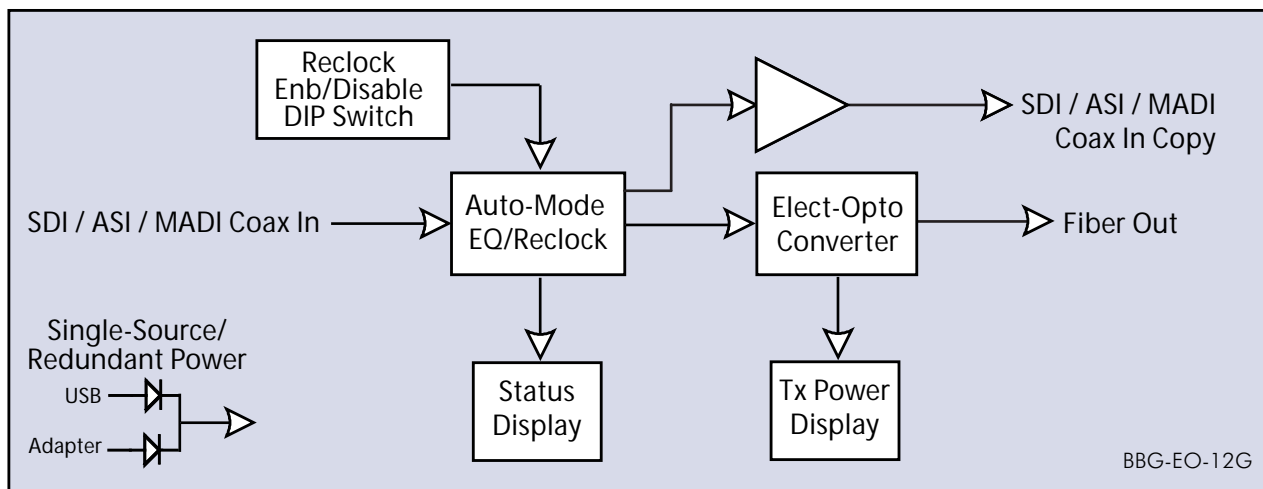 Reclock
Enb/Disable
DIP Switch
SDI / ASI / MADI
Coax In Copy
SDI / ASI / MADI Coax In
Auto-Mode
EQ/Reclock
Elect-Opto
Converter
Fiber Out
Single-Source/
Redundant Power
USB
Adapter
Status
Display
Tx Power
Display
BBG-EO-12G